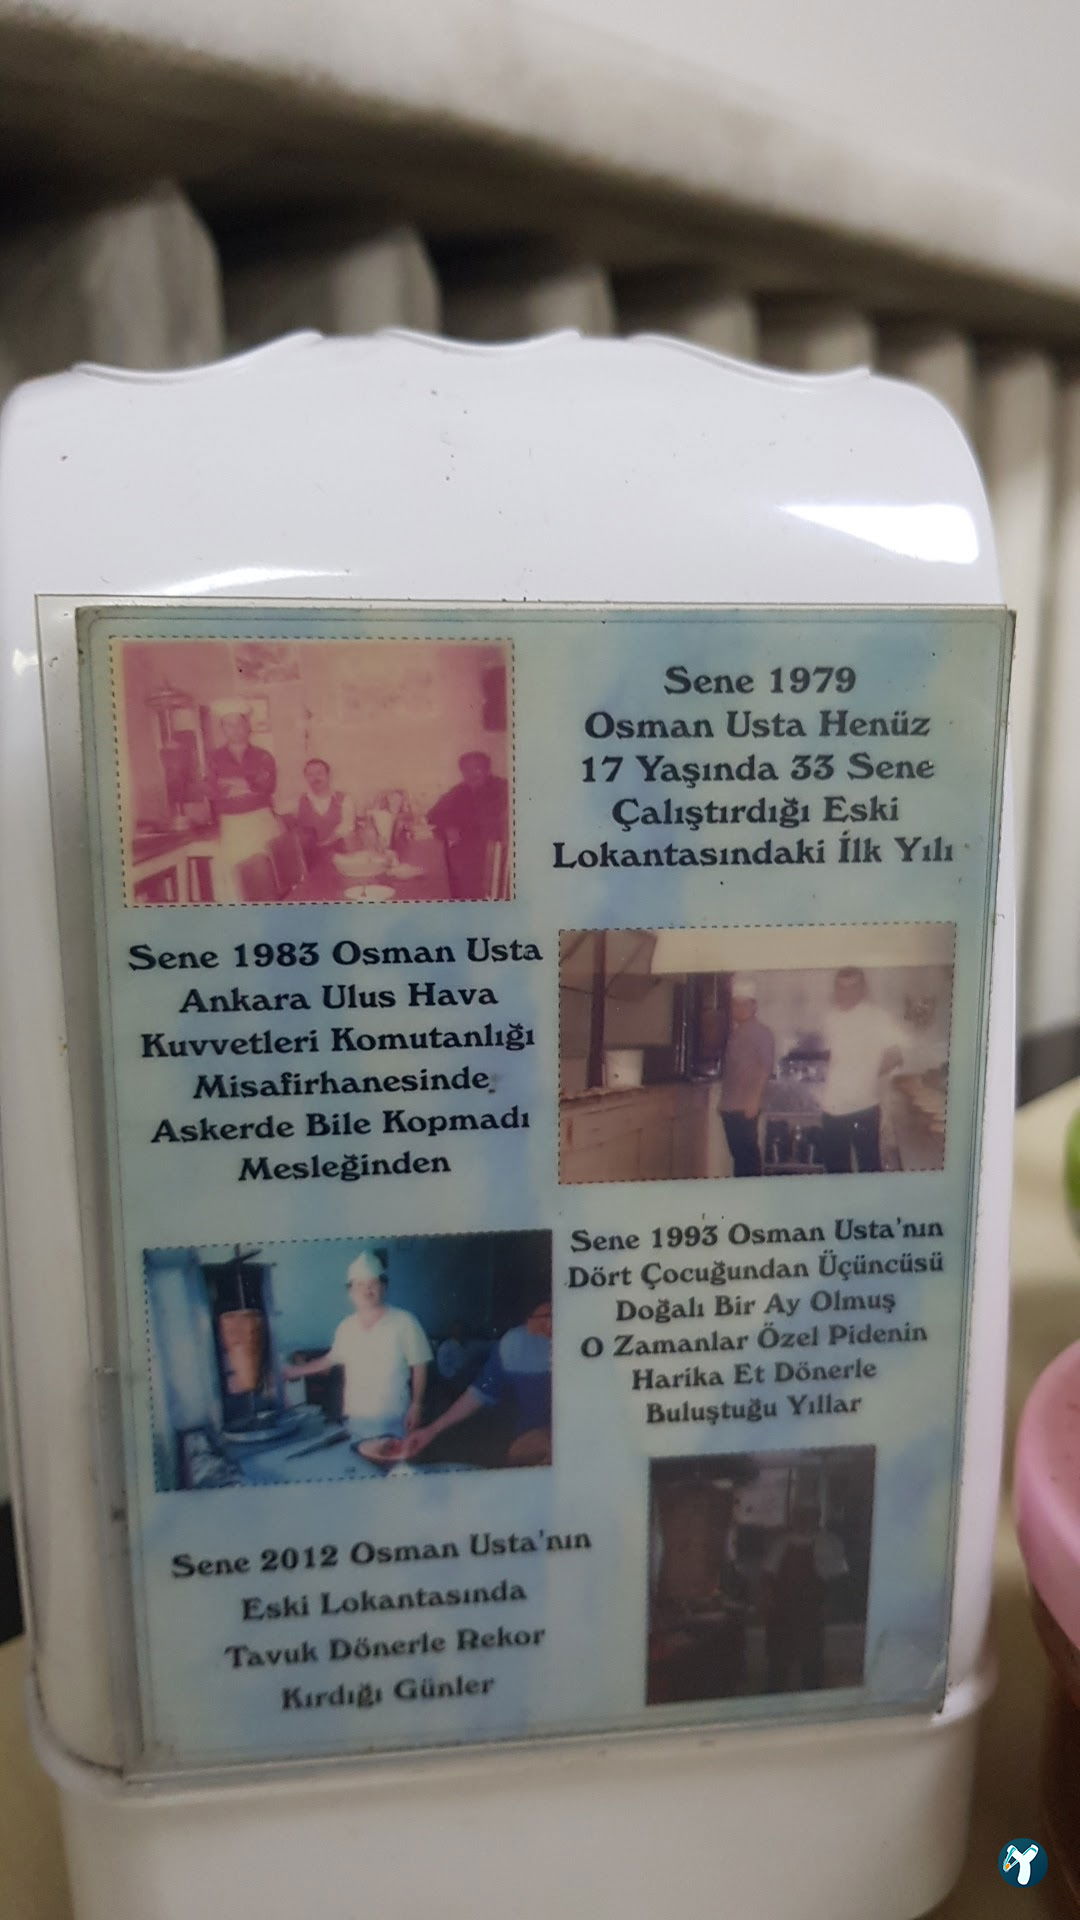 Sene 1979
Osman Usta Henüz
17 Yaşında 33 Sene
Çalıştırdığı Eski
Lokantasındaki İlk Yılı
Sene 1983 Osman Usta
Ankara Ulus Hava
Kuvvetleri Komutanlığı
Misafirhanesinde
Askerde Bile Kopmadı
Mesleğinden
Sene 1993 Osman Usta'nın
Dört Çocuğundan Üçüncüsü
Doğalı Bir Ay Olmuş
O Zamanlar Özel Pidenin
Harika Et Dönerle
Buluştuğu Yıllar
Sene 2012 Osman Usta'nın
Eski Lokantasında
Tavuk Dönerle Rekor
Kırdığı Günler